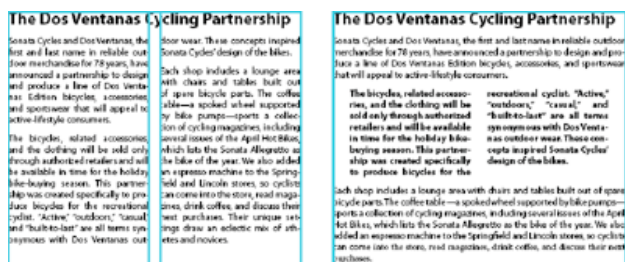 The Dos Ventanas Cycling Partnership
Sonata Cycles and Dos Ventanas, the
first and last name in reliable out-
door merchandise for 78 years, have
announced a partnership to design
and produce a line of Dos Venta-
nas Edition bicycles, accessories,
and sportswear that will appeal to
active-lifestyle consumers.
The bicycles, related accessories,
and the clothing will be sold only
through authorized retailers and will
be available in time for the holiday
bike-buying season. This partner-
ship was created specifically to pro-
duce bicycles for the recreational
cyclist. "Active," "outdoors," "casual,"
and "built-to-last" are all terms syn-
onymous with Dos Ventanas out-
door wear. These concepts inspired
Sonata Cycles' design of the bikes.
Each shop includes a lounge area
with chairs and tables built out
of spare bicycle parts. The coffee
table—a spoked wheel supported
by bike pumps—sports a collec-
tion of cycling magazines, including
several issues of the April Hot Bikes,
which lists the Sonata Allegretto as
the bike of the year. We also added
an espresso machine to the Spring-
field and Lincoln stores, so cyclists
can come into the store, read maga-
zines, drink coffee, and discuss their
next purchases. Their unique set-
tings draw an eclectic mix of ath-
letes and novices.
The Dos Ventanas Cycling Partnership
Sonata Cycles and Dos Ventanas, the first and last name in reliable outdoor
merchandise for 78 years, have announced a partnership to design and pro-
duce a line of Dos Ventanas Edition bicycles, accessories, and sportswear
that will appeal to active-lifestyle consumers.
The bicycles, related accesso-
ries, and the clothing will be
sold only through authorized
retailers and will be available
in time for the holiday bike-
buying season. This partner-
ship was created specifically
to produce bicycles for the
recreational cyclist. "Active,"
"outdoors," "casual," and
"built-to-last" are all terms
synonymous with Dos Venta-
nas outdoor wear. These con-
cepts inspired Sonata Cycles'
design of the bikes.
Each shop includes a lounge area with chairs and tables built out of spare
bicycle parts. The coffee table—a spoked wheel supported by bike pumps—
sports a collection of cycling magazines, including several issues of the April
Hot Bikes, which lists the Sonata Allegretto as the bike of the year. We also
added an espresso machine to the Springfield and Lincoln stores, so cyclists
can come into the store, read magazines, drink coffee, and discuss their next
purchases.